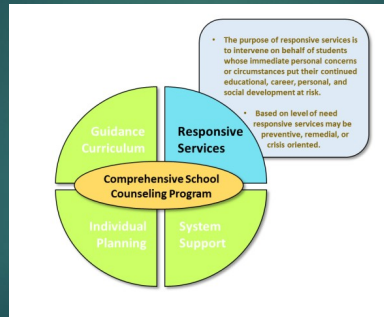 • The purpose of responsive services is
to intervene on behalf of students
whose immediate personal concerns
or circumstances put their continued
educational, career, personal, and
social development at risk.
• Based on level of need
responsive services may be
preventive, remedial, or
crisis oriented.
Guidance
Curriculum
Responsive
Services
Comprehensive School
Counseling Program
Individual
Planning
System
Support